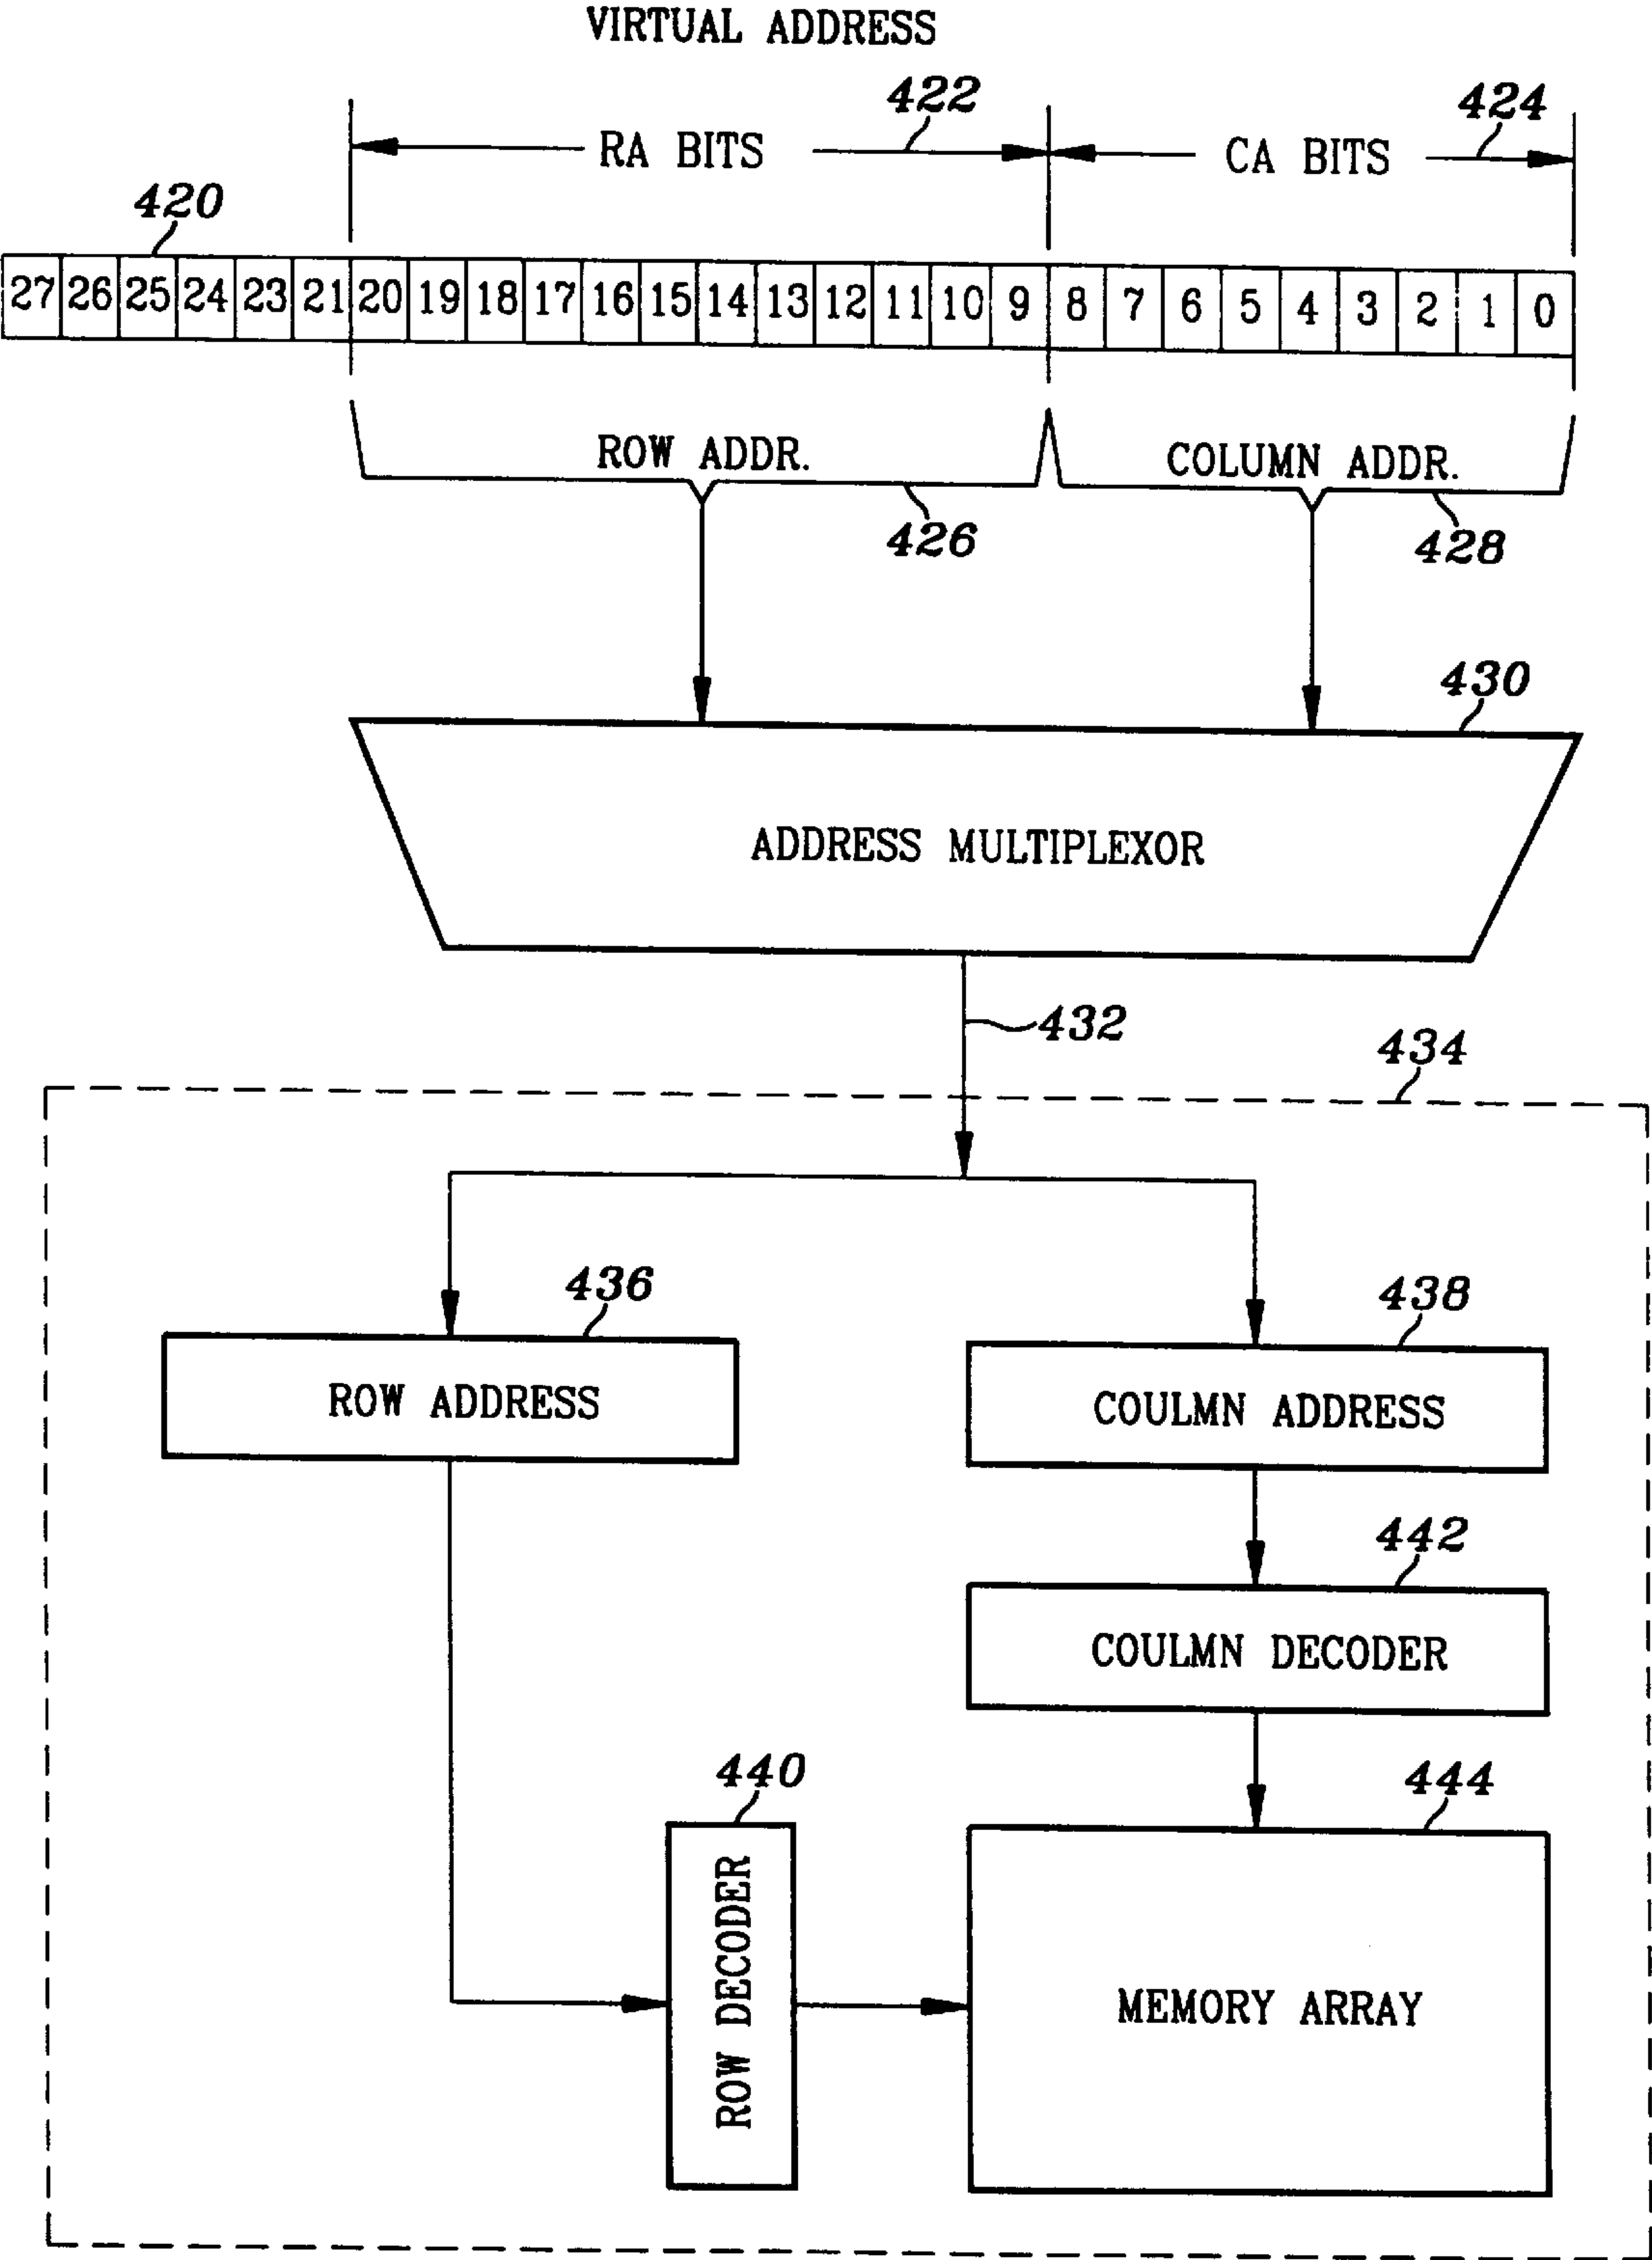 VIRTUAL ADDRESS
422
424
RA BITS
CA BITS
420
27 26 25 24 23 21 20 19 18 17 16 15 14 13 12 11 10 9 8 7 6 5 4 3 2 1 0
ROW ADDR.
COLUMN ADDR.
426
428
430
ADDRESS MULTIPLEXOR
432
434
436
438
ROW ADDRESS
COULMN ADDRESS
442
COULMN DECODER
440
444
ROW DECODER
MEMORY ARRAY